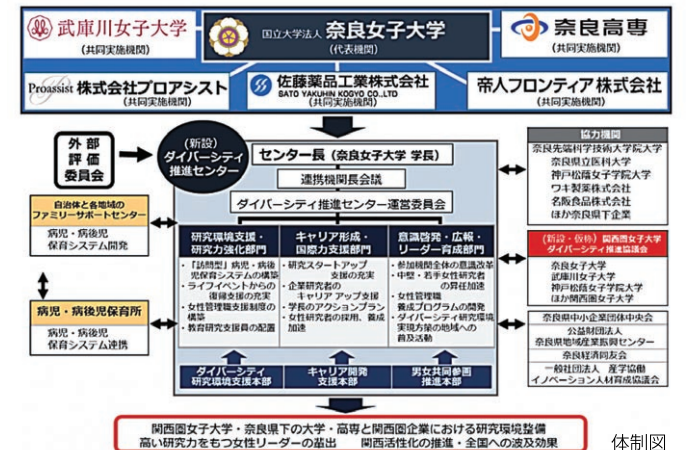 武庫川女子大学
(共同実施機関)
国立大学法人 奈良女子大学
(代表機関)
奈良高専
(共同実施機関)
Proassist 株式会社プロアシスト
(共同実施機関)
佐藤薬品工業株式会社
SATO YAKUHIN KOGYO CO.,LTD
(共同実施機関)
帝人フロンティア株式会社
(共同実施機関)
外部
評価
委員会
(新設)
ダイバーシティ
推進センター
センター長(奈良女子大学 学長)
連携機関長会議
ダイバーシティ推進センター運営委員会
自治体と各地域の
ファミリーサポートセンター
病児・病後児
保育システム開発
病児・病後児保育所
病児・病後児
保育システム連携
研究環境支援・
研究力強化部門
・「訪問型」病児・病後
児保育システムの構築
・ライフイベントからの
復帰支援の充実
・女性管理職支援制度の
構築
・教育研究支援員の配置
キャリア形成・
国際力支援部門
・研究スタートアップ
支援の充実
・企業研究者の
キャリアアップ支援
・学長のアクションプラン
・女性研究者の採用、養成
加速
意識啓発・広報・
リーダー育成部門
・参加機関全体の意識改革
・中堅・若手女性研究者
の昇任加速
・女性管理職
養成プログラムの開発
・ダイバーシティ研究環境
実現方策の地域への
普及活動
ダイバーシティ
研究環境支援本部
キャリア開発
支援本部
男女共同参画
推進本部
協力機関
奈良先端科学技術大学院大学
奈良県立医科大学
神戸松蔭女子学院大学
ワキ製薬株式会社
名阪食品株式会社
ほか奈良県下企業
(新設・仮称)関西圏女子大学
ダイバーシティ推進協議会
奈良女子大学
武庫川女子大学
神戸松蔭女子学院大学
ほか関西圏女子大学
奈良県中小企業団体中央会
公益財団法人
奈良県地域産業振興センター
奈良経済同友会
一般社団法人 産学協働
イノベーション人材育成協議会
関西圏女子大学・奈良県下の大学・高専と関西圏企業における研究環境整備
高い研究力をもつ女性リーダーの輩出 関西活性化の推進・全国への波及効果
体制図